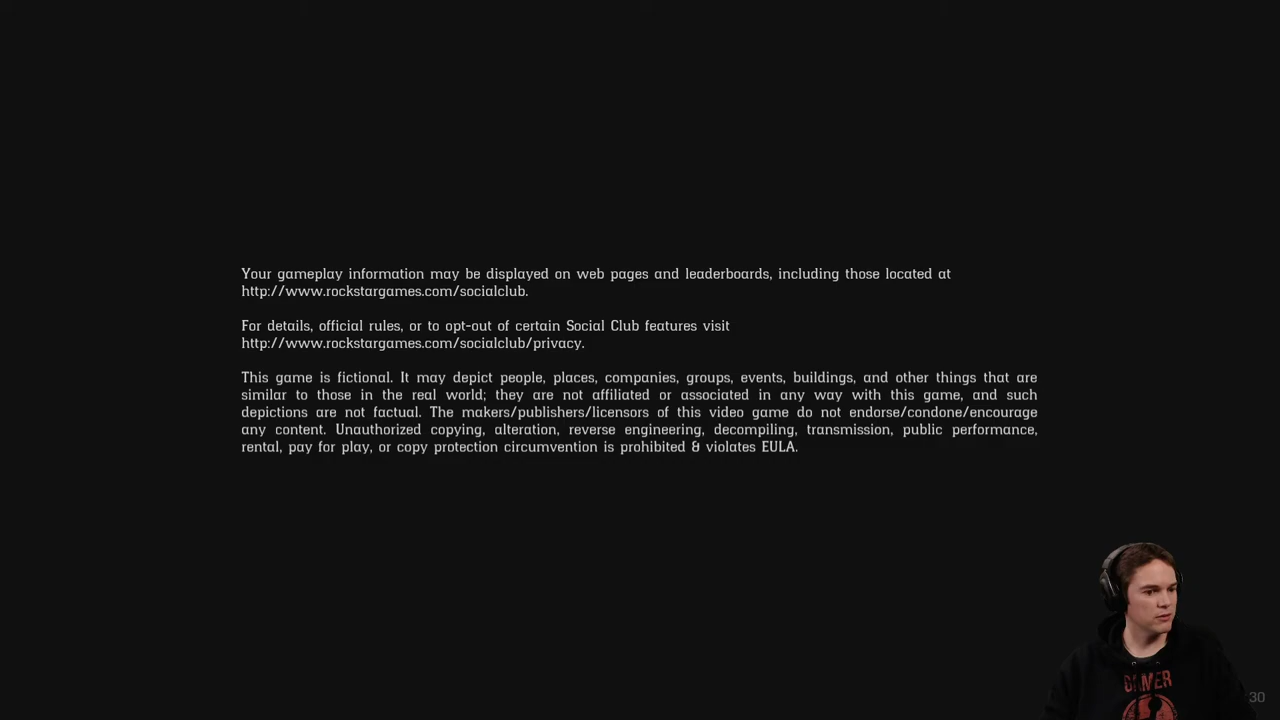 Your gameplay information may be displayed on web pages and leaderboards, including those located at
http://www.rockstargames.com/socialclub.
For details, official rules, or to opt-out of certain Social Club features visit
http://www.rockstargames.com/socialclub/privacy.
This game is fictional. It may depict people, places, companies, groups, events, buildings, and other things that are
similar to those in the real world; they are not affiliated or associated in any way with this game, and such
depictions are not factual. The makers/publishers/licensors of this video game do not endorse/condone/encourage
any content. Unauthorized copying, alteration, reverse engineering, decompiling, transmission, public performance,
rental, pay for play, or copy protection circumvention is prohibited & violates EULA.
GAMER
30